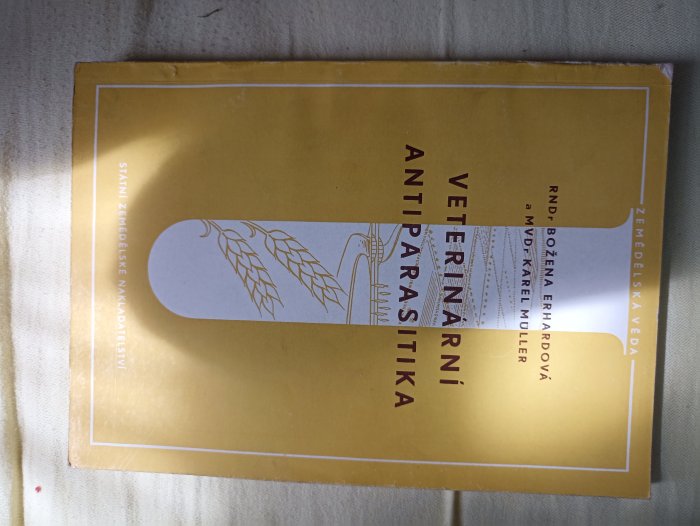 ZEMĚDĚLSKÁ VĚDA
RNDr BOŽENA ERHARDOVÁ
a MVDr KAREL MÜLLER
VETERINÁRNÍ
ANTIPARASITIKA
STÁTNÍ ZEMĚDĚLSKÉ NAKLADATELSTVÍ